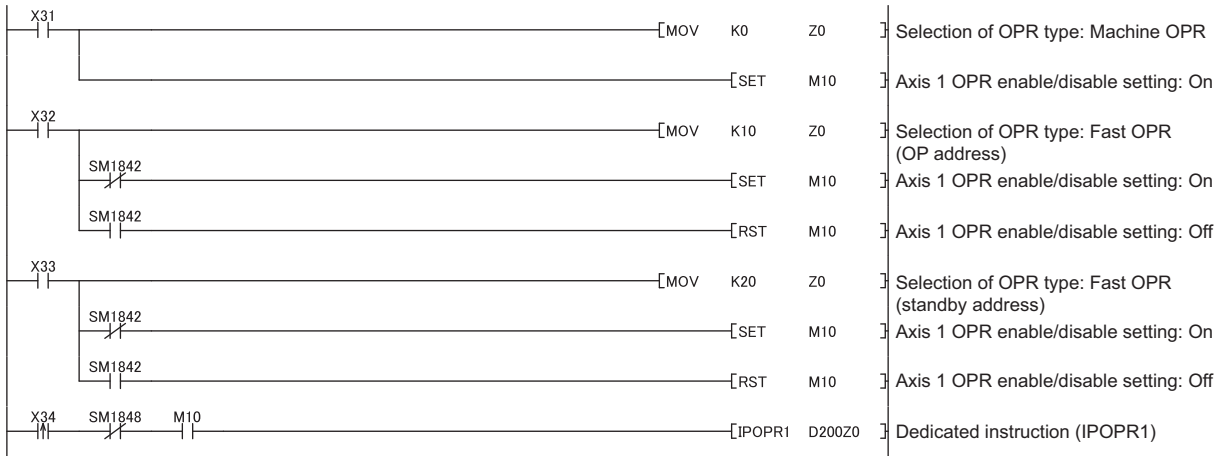 X31
[MOV K0 Z0 ] Selection of OPR type: Machine OPR
[SET M10 ] Axis 1 OPR enable/disable setting: On
X32
[MOV K10 Z0 ] Selection of OPR type: Fast OPR
(OP address)
SM1842
[SET M10 ] Axis 1 OPR enable/disable setting: On
SM1842
[RST M10 ] Axis 1 OPR enable/disable setting: Off
X33
[MOV K20 Z0 ] Selection of OPR type: Fast OPR
(standby address)
SM1842
[SET M10 ] Axis 1 OPR enable/disable setting: On
SM1842
[RST M10 ] Axis 1 OPR enable/disable setting: Off
X34 SM1848 M10
[IPOPR1 D200Z0 ] Dedicated instruction (IPOPR1)